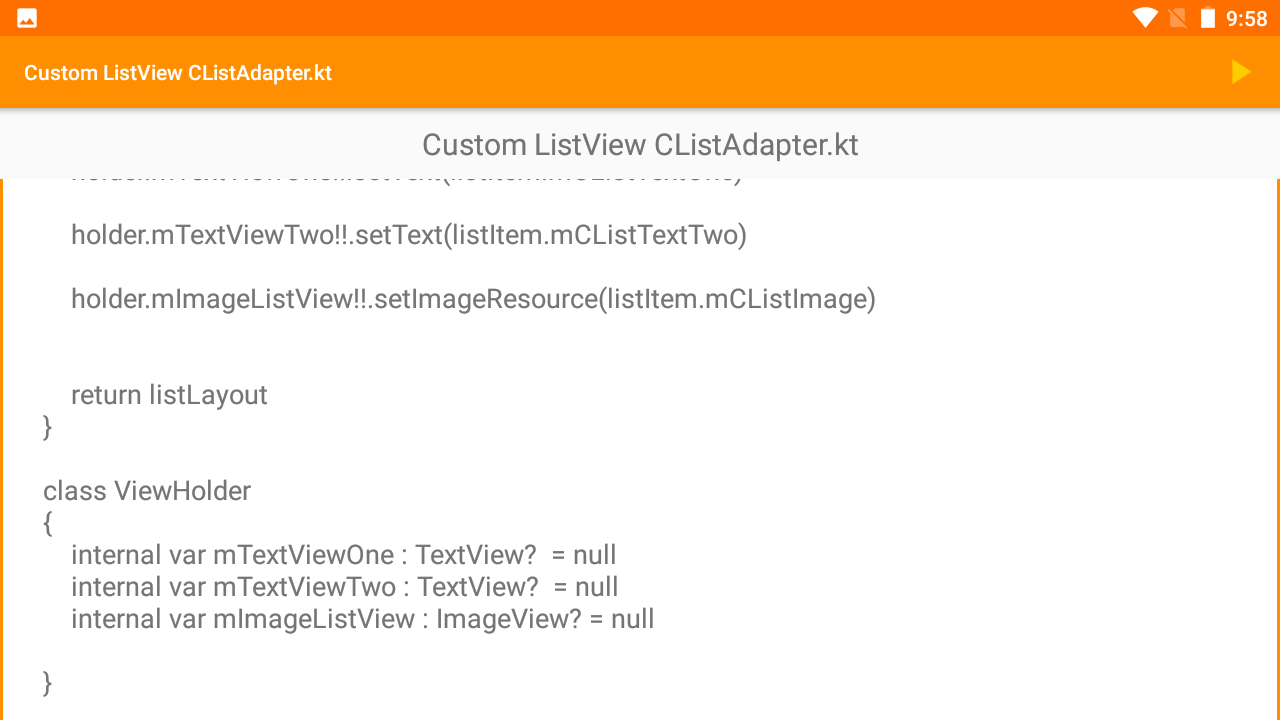 9:58
Custom ListView CListAdapter.kt
Custom ListView CListAdapter.kt
holder.mTextViewTwo!!.setText(listItem.mCListTextTwo)
holder.mImageListView!!.setImageResource(listItem.mCListImage)
return listLayout
}
class ViewHolder
{
internal var mTextViewOne : TextView?  = null
internal var mTextViewTwo : TextView?  = null
internal var mImageListView : ImageView? = null
}